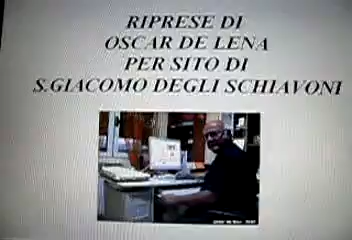 RIPRESE DI
OSCAR DE LENA
PER SITO DI
S.GIACOMO DEGLI SCHIAVONI